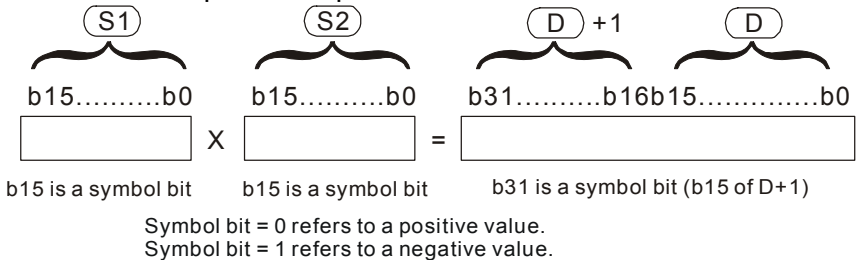 S1 S2 D +1 D
b15..........b0 b15..........b0 b31..........b16b15..............b0
X =
b15 is a symbol bit b15 is a symbol bit b31 is a symbol bit (b15 of D+1)
Symbol bit = 0 refers to a positive value.
Symbol bit = 1 refers to a negative value.